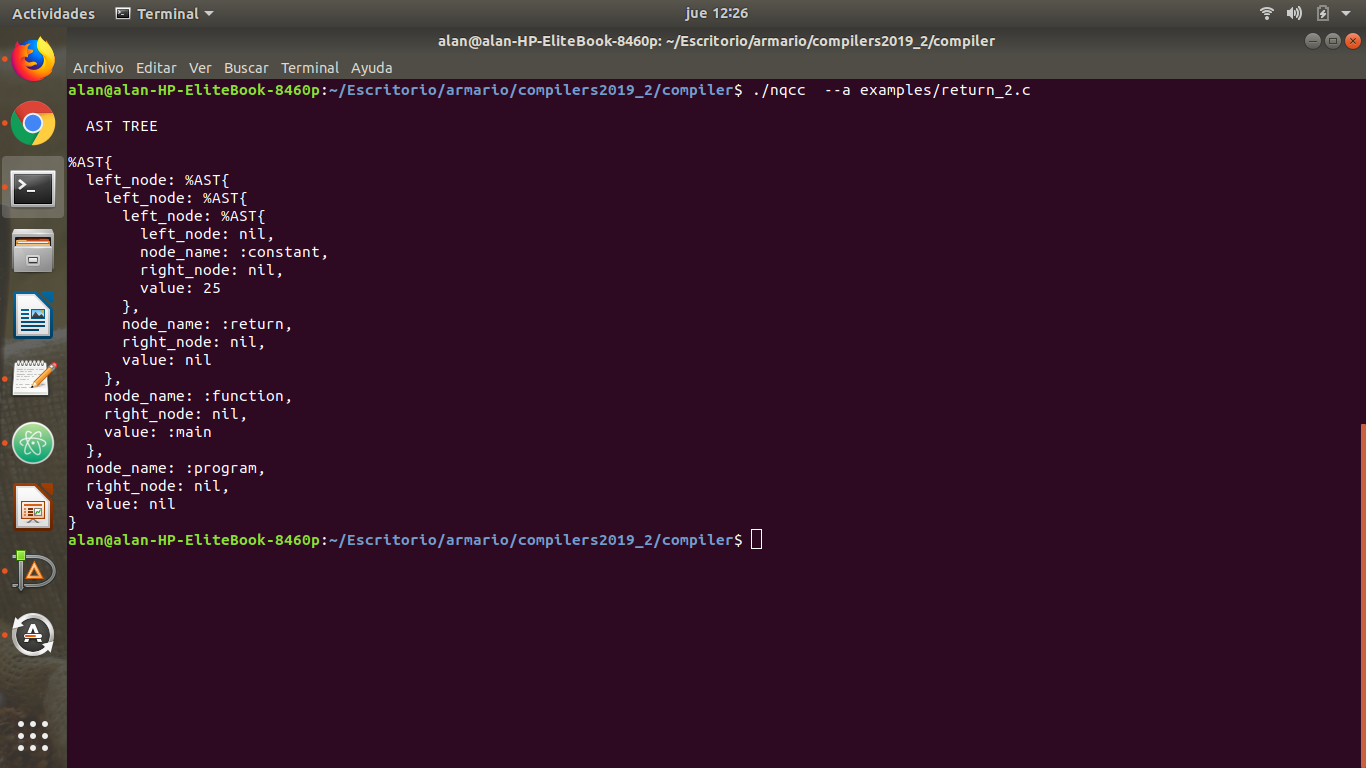 Actividades Terminal jue 12:26
alan@alan-HP-EliteBook-8460p: ~/Escritorio/armario/compilers2019_2/compiler
Archivo Editar Ver Buscar Terminal Ayuda
alan@alan-HP-EliteBook-8460p:~/Escritorio/armario/compilers2019_2/compiler$ ./nqcc  --a examples/return_2.c
  AST TREE
%AST{
  left_node: %AST{
    left_node: %AST{
      left_node: %AST{
        left_node: nil,
        node_name: :constant,
        right_node: nil,
        value: 25
      },
      node_name: :return,
      right_node: nil,
      value: nil
    },
    node_name: :function,
    right_node: nil,
    value: :main
  },
  node_name: :program,
  right_node: nil,
  value: nil
}
alan@alan-HP-EliteBook-8460p:~/Escritorio/armario/compilers2019_2/compiler$